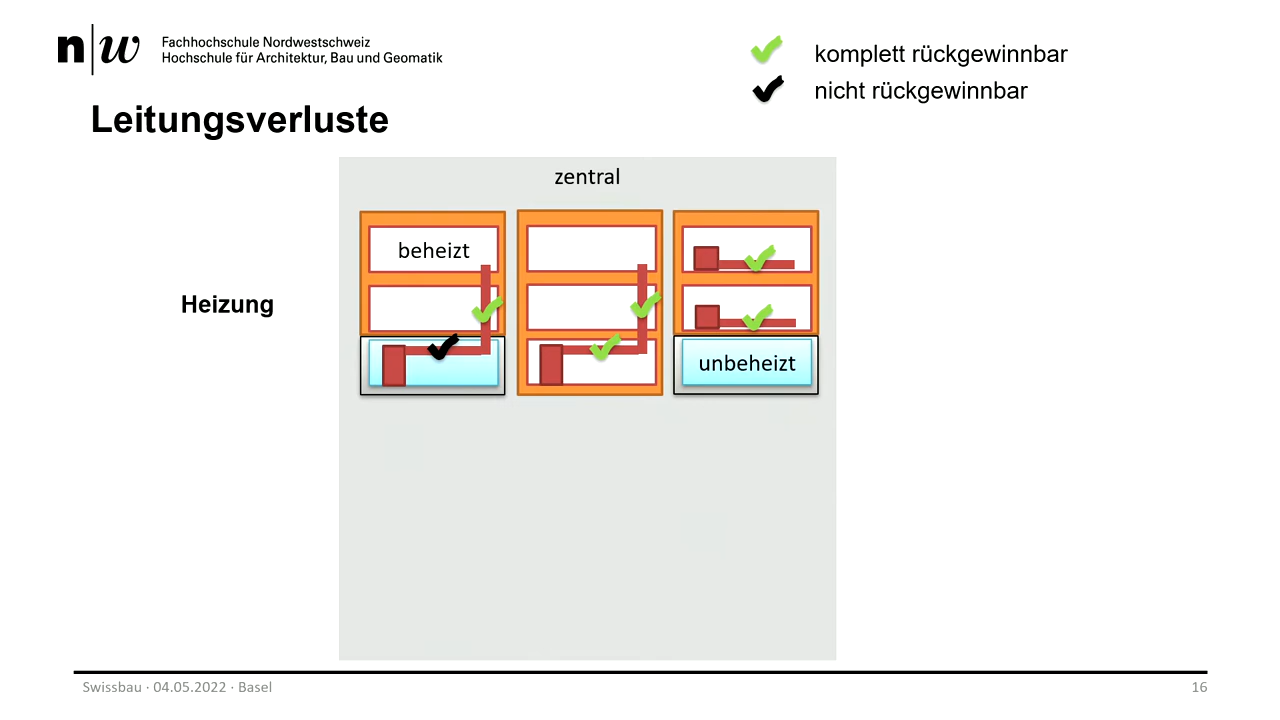 n|w Fachhochschule Nordwestschweiz
Hochschule für Architektur, Bau und Geomatik
komplett rückgewinnbar
nicht rückgewinnbar
Leitungsverluste
zentral
beheizt
Heizung
unbeheizt
Swissbau · 04.05.2022 · Basel
16